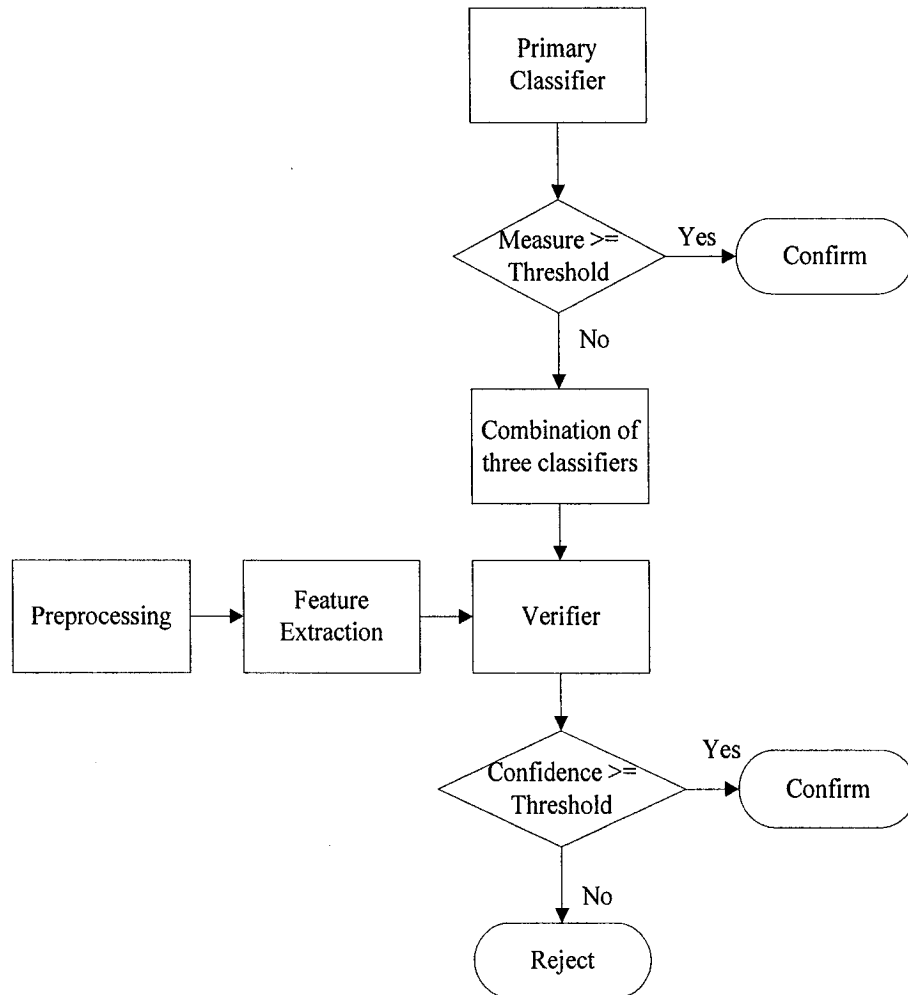 Primary
Classifier
Measure >=
Threshold
Yes
Confirm
No
Combination of
three classifiers
Preprocessing
Feature
Extraction
Verifier
Confidence >=
Threshold
Yes
Confirm
No
Reject